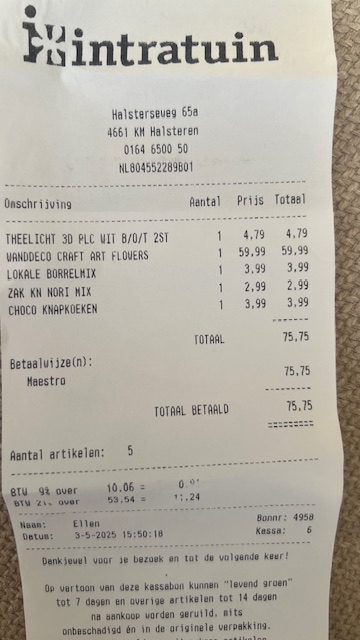 intratuin
Halsterseweg 65a
4661 KM Halsteren
0164 6500 50
NL804552289B01
Omschrijving Aantal Prijs Totaal
THEELICHT 3D PLC WIT B/O/T 2ST 1 4,79 4,79
WANDDECO CRAFT ART FLOWERS 1 59,99 59,99
LOKALE BORRELMIX 1 3,99 3,99
ZAK KN NORI MIX 1 2,99 2,99
CHOCO KNAPKOEKEN 1 3,99 3,99
TOTAAL 75,75
Betaalwijze(n): 75,75
Maestro
TOTAAL BETAALD 75,75
Aantal artikelen: 5
BTW 9% over 10.06 =
BTW 21% over 53.54 =
Naam: Ellen Bonnr: 4958
Datum: 3-5-2025 15:50:18 Kassa: 6
Dankjewel voor je bezoek en tot de volgende keer!
Op vertoon van deze kassabon kunnen "levend groen"
tot 7 dagen en overige artikelen tot 14 dagen
na aankoop worden geruild, mits
onbeschadigd én in de originele verpakking.